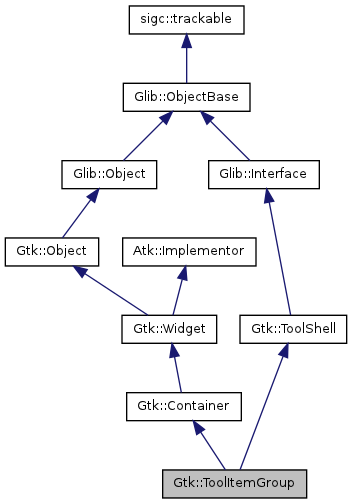 sigc::trackable
Glib::ObjectBase
Glib::Object
Glib::Interface
Gtk::Object
Atk::Implementor
Gtk::Widget
Gtk::ToolShell
Gtk::Container
Gtk::ToolItemGroup